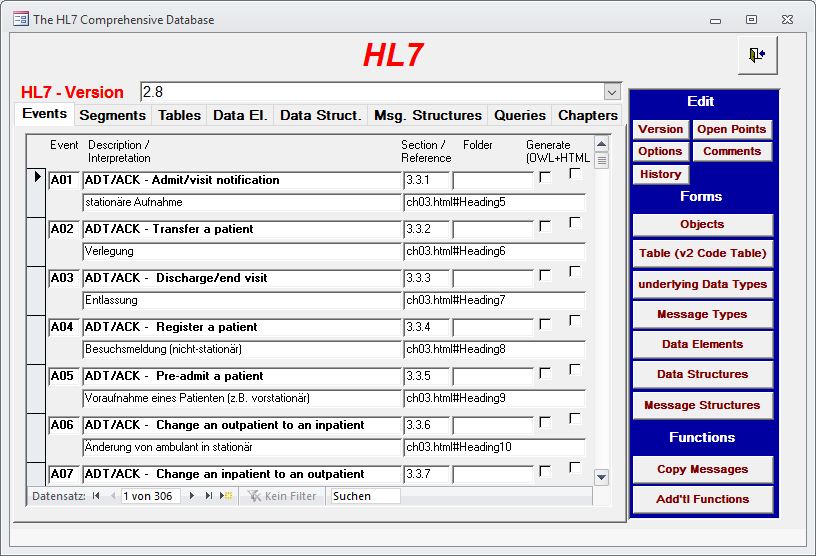 The HL7 Comprehensive Database
HL7
HL7 - Version 2.8
Events Segments Tables Data El. Data Struct. Msg. Structures Queries Chapters
Event Description / Interpretation Section / Reference Folder Generate (OWL+HTML
A01 ADT/ACK - Admit/visit notification 3.3.1
stationäre Aufnahme ch03.html#Heading5
A02 ADT/ACK - Transfer a patient 3.3.2
Verlegung ch03.html#Heading6
A03 ADT/ACK - Discharge/end visit 3.3.3
Entlassung ch03.html#Heading7
A04 ADT/ACK - Register a patient 3.3.4
Besuchsmeldung (nicht-stationär) ch03.html#Heading8
A05 ADT/ACK - Pre-admit a patient 3.3.5
Voraufnahme eines Patienten (z.B. vorstationär) ch03.html#Heading9
A06 ADT/ACK - Change an outpatient to an inpatient 3.3.6
Änderung von ambulant in stationär ch03.html#Heading10
A07 ADT/ACK - Change an inpatient to an outpatient 3.3.7
Datensatz: 1 von 306 Kein Filter Suchen
Edit
Version Open Points
Options Comments
History
Forms
Objects
Table (v2 Code Table)
underlying Data Types
Message Types
Data Elements
Data Structures
Message Structures
Functions
Copy Messages
Add'tl Functions